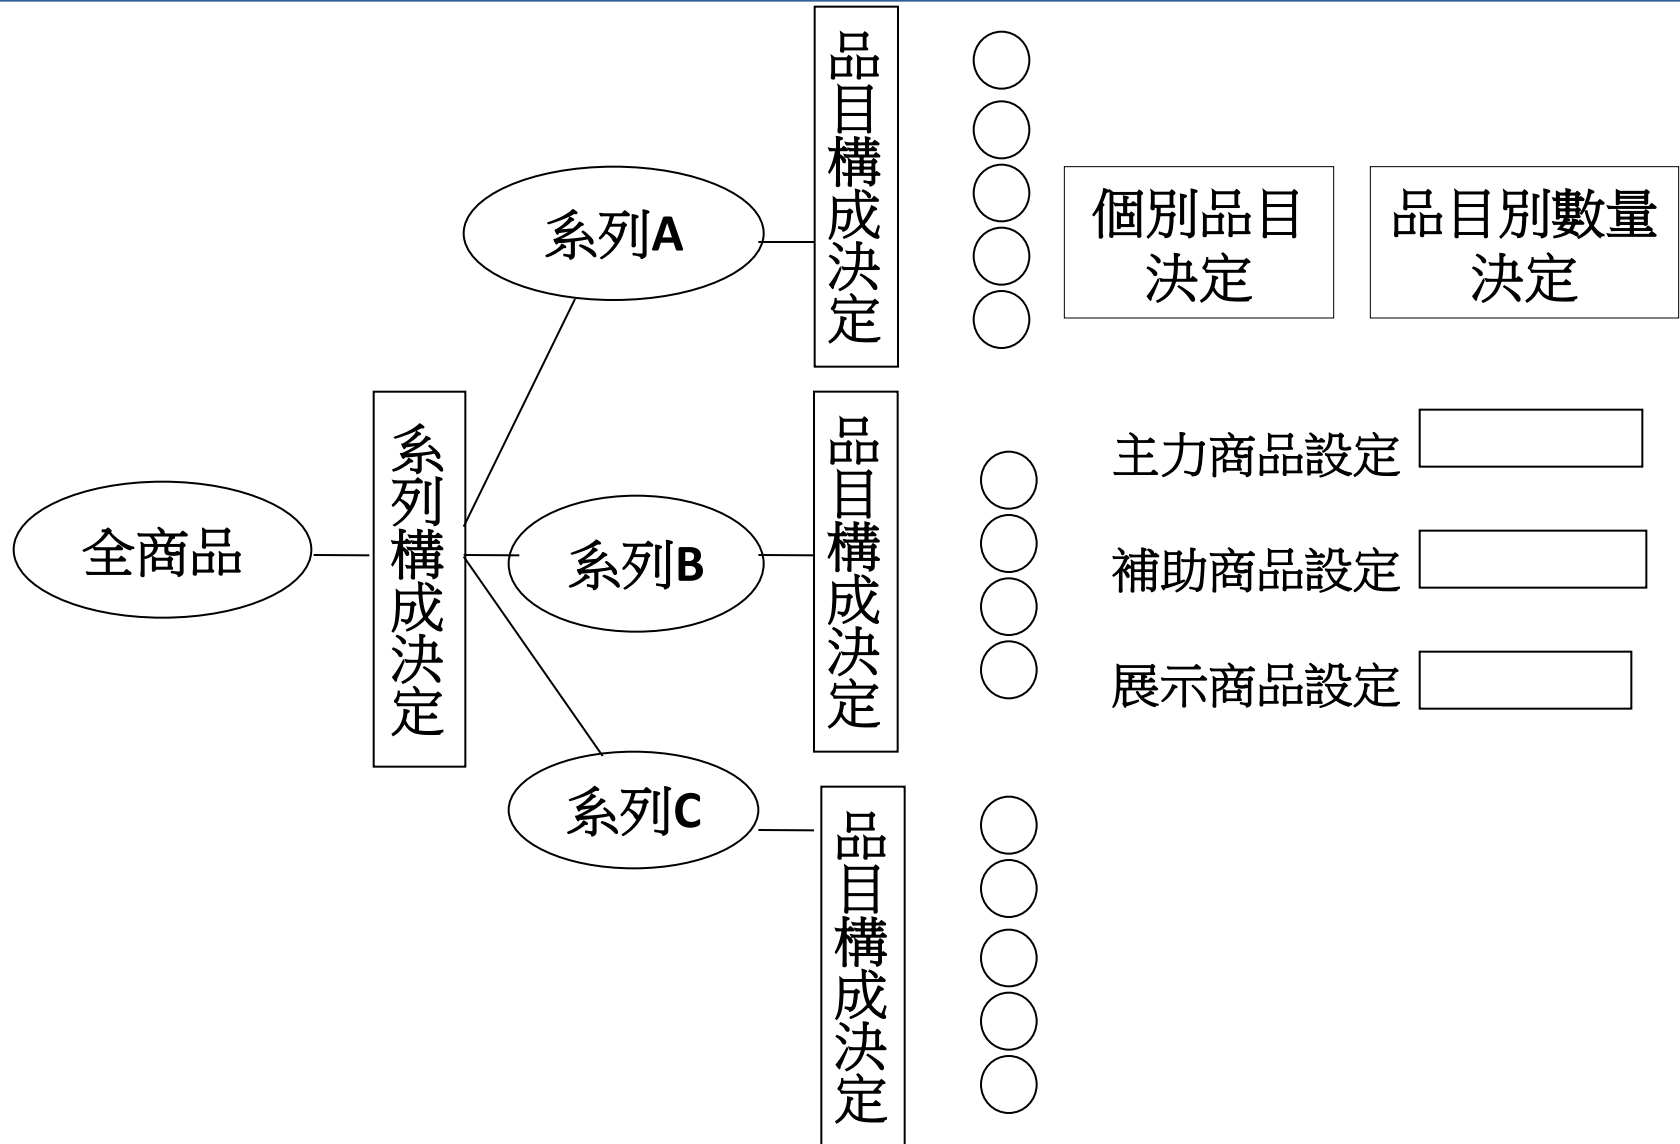 全商品
系列構成決定
系列A
系列B
系列C
品目構成決定
品目構成決定
品目構成決定
個別品目
決定
品目別數量
決定
主力商品設定
補助商品設定
展示商品設定